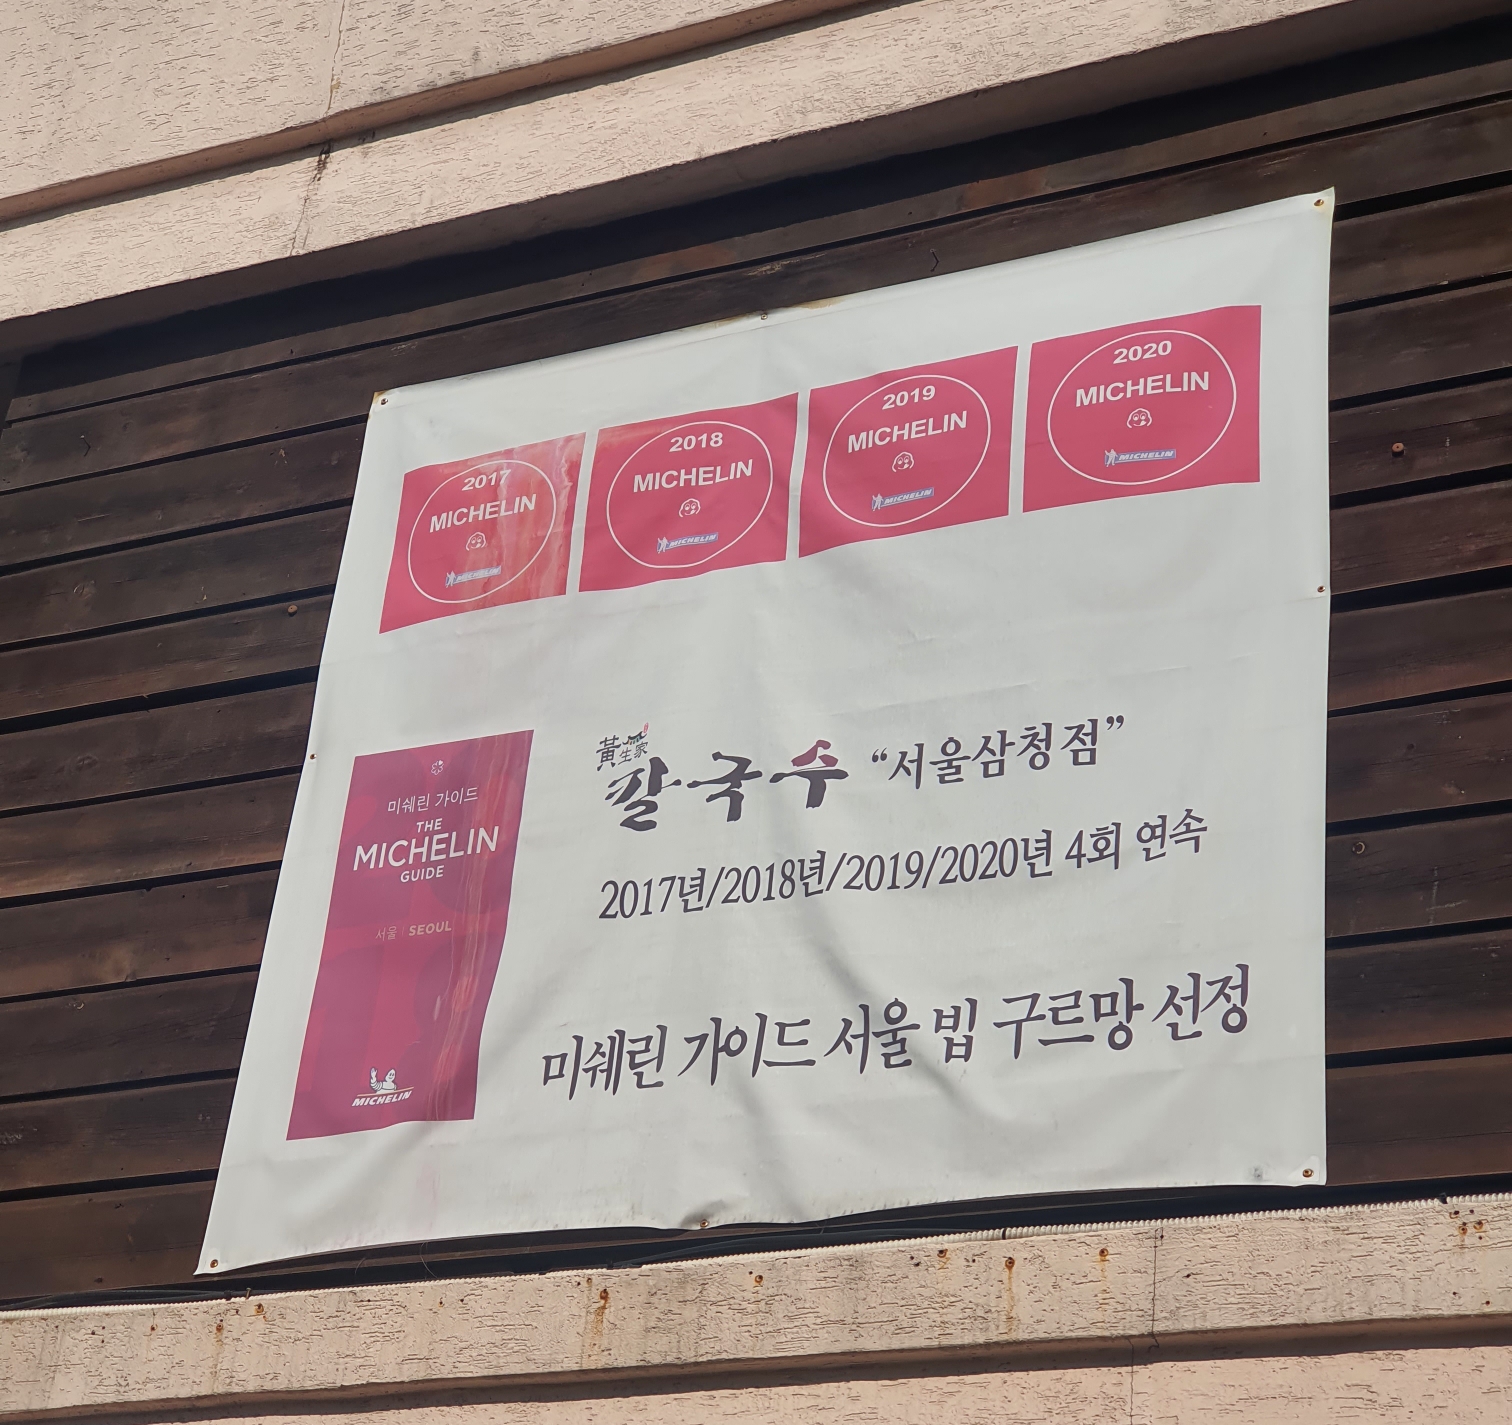 2017
MICHELIN
MICHELIN
2018
MICHELIN
MICHELIN
2019
MICHELIN
MICHELIN
2020
MICHELIN
MICHELIN
미쉐린 가이드
THE
MICHELIN
GUIDE
서울 | SEOUL
MICHELIN
黃生家
칼국수 “서울삼청점”
2017년/2018년/2019/2020년 4회 연속
미쉐린 가이드 서울 빕 구르망 선정